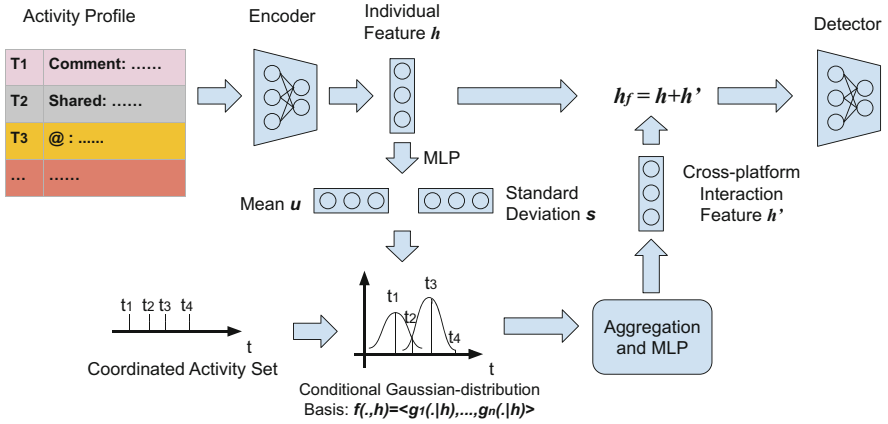 Activity Profile
Encoder
Individual
Feature h
Detector
T1 Comment: ......
T2 Shared: ......
T3 @ : ......
... ......
h_f = h+h’
MLP
Mean u
Standard
Deviation s
Cross-platform
Interaction
Feature h’
t1 t2 t3 t4
t
Coordinated Activity Set
t1
t2
t3
t4
t
Conditional Gaussian-distribution
Basis: f(.,h)=<g1(.|h),...,gn(.|h)>
Aggregation
and MLP